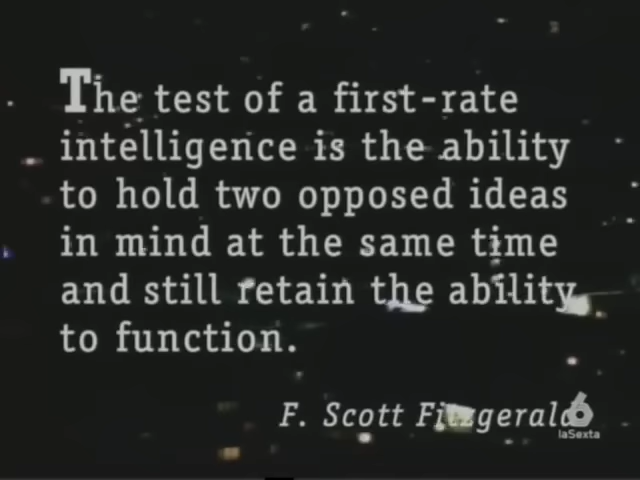 The test of a first-rate
intelligence is the ability
to hold two opposed ideas
in mind at the same time
and still retain the ability
to function.
F. Scott Fitzgerald
6
laSexta